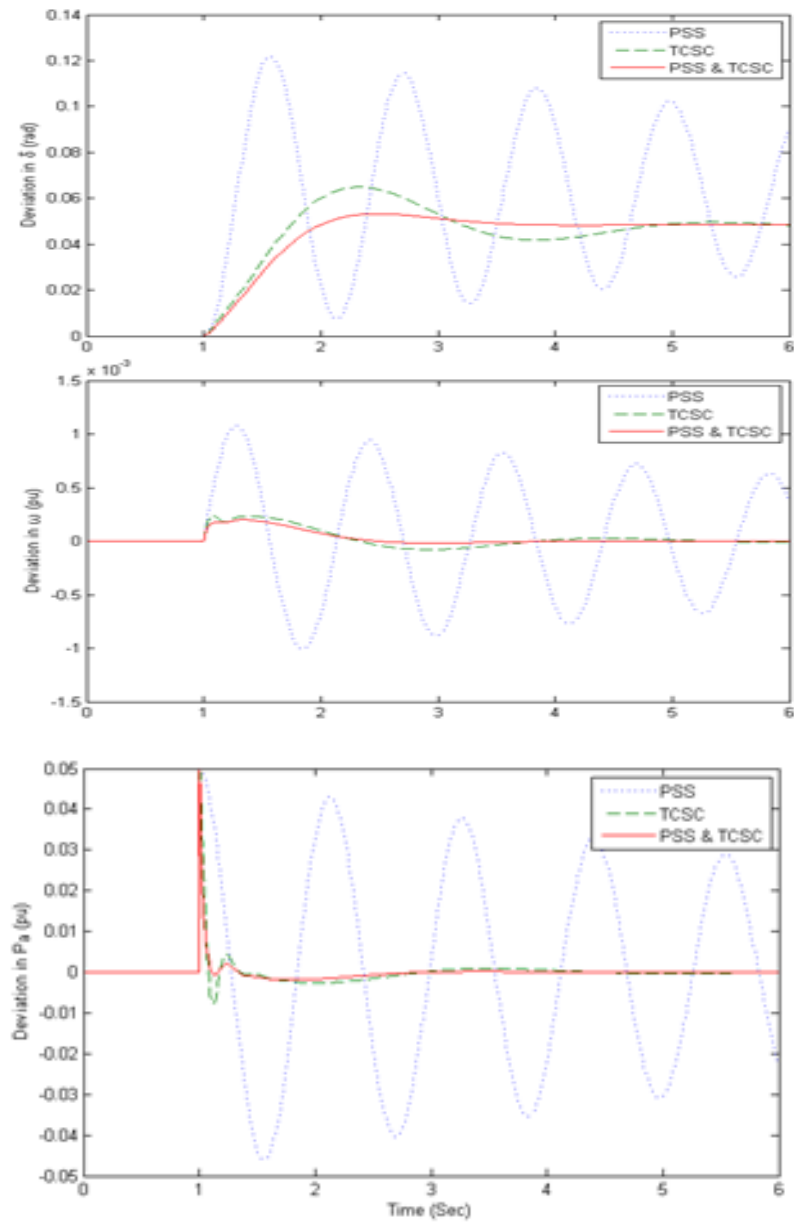 0.14
0.12
0.1
0.08
0.06
0.04
0.02
0
Deviation in δ (rad)
PSS
TCSC
PSS & TCSC
0 1 2 3 4 5 6
× 10-3
1.5
1
0.5
0
-0.5
-1
-1.5
Deviation in ω (pu)
PSS
TCSC
PSS & TCSC
0 1 2 3 4 5 6
0.05
0.04
0.03
0.02
0.01
0
-0.01
-0.02
-0.03
-0.04
-0.05
Deviation in Pa (pu)
PSS
TCSC
PSS & TCSC
0 1 2 3 4 5 6
Time (Sec)